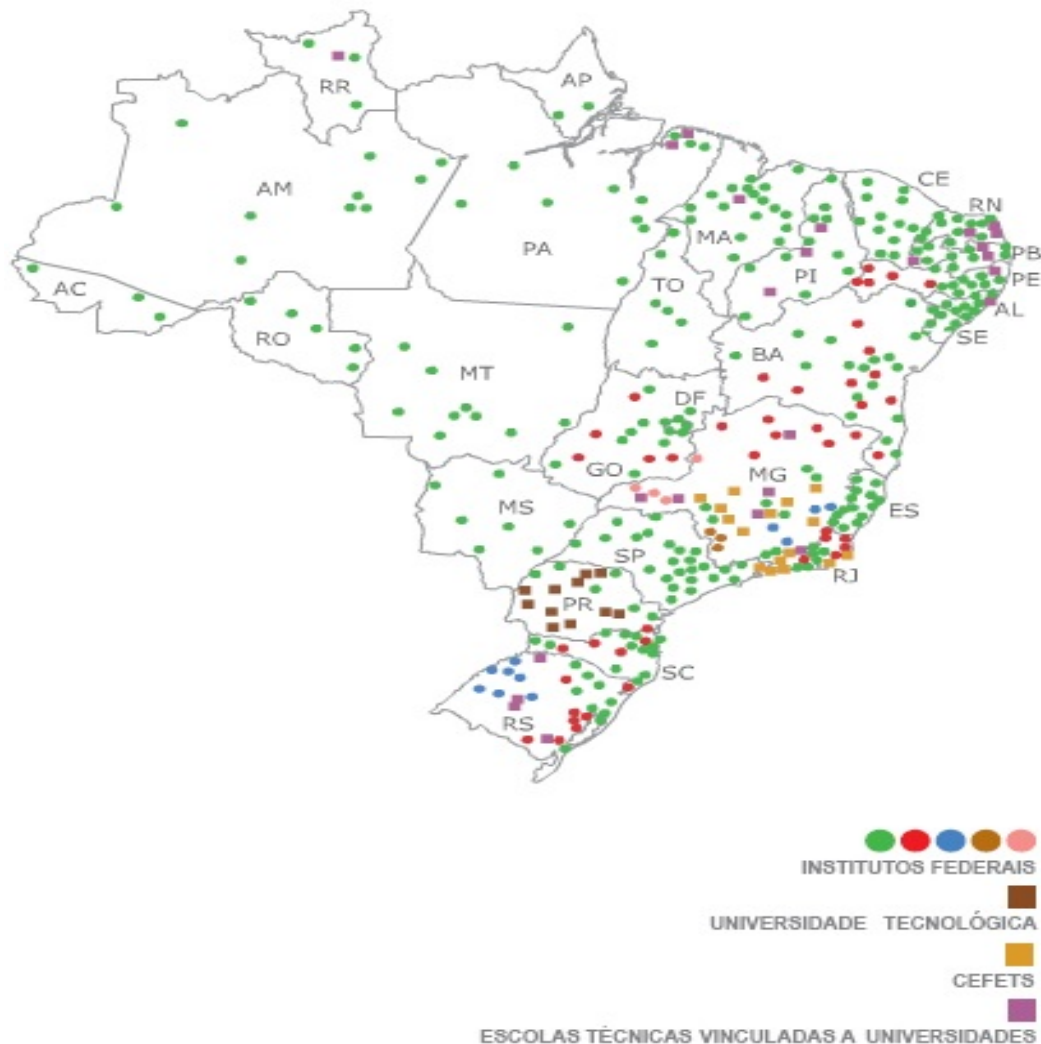 RR
AP
AM
PA
MA
CE
RN
PB
PE
AL
SE
PI
TO
AC
RO
MT
BA
DF
GO
MG
ES
MS
SP
RJ
PR
SC
RS
INSTITUTOS FEDERAIS
UNIVERSIDADE TECNOLÓGICA
CEFETS
ESCOLAS TÉCNICAS VINCULADAS A UNIVERSIDADES